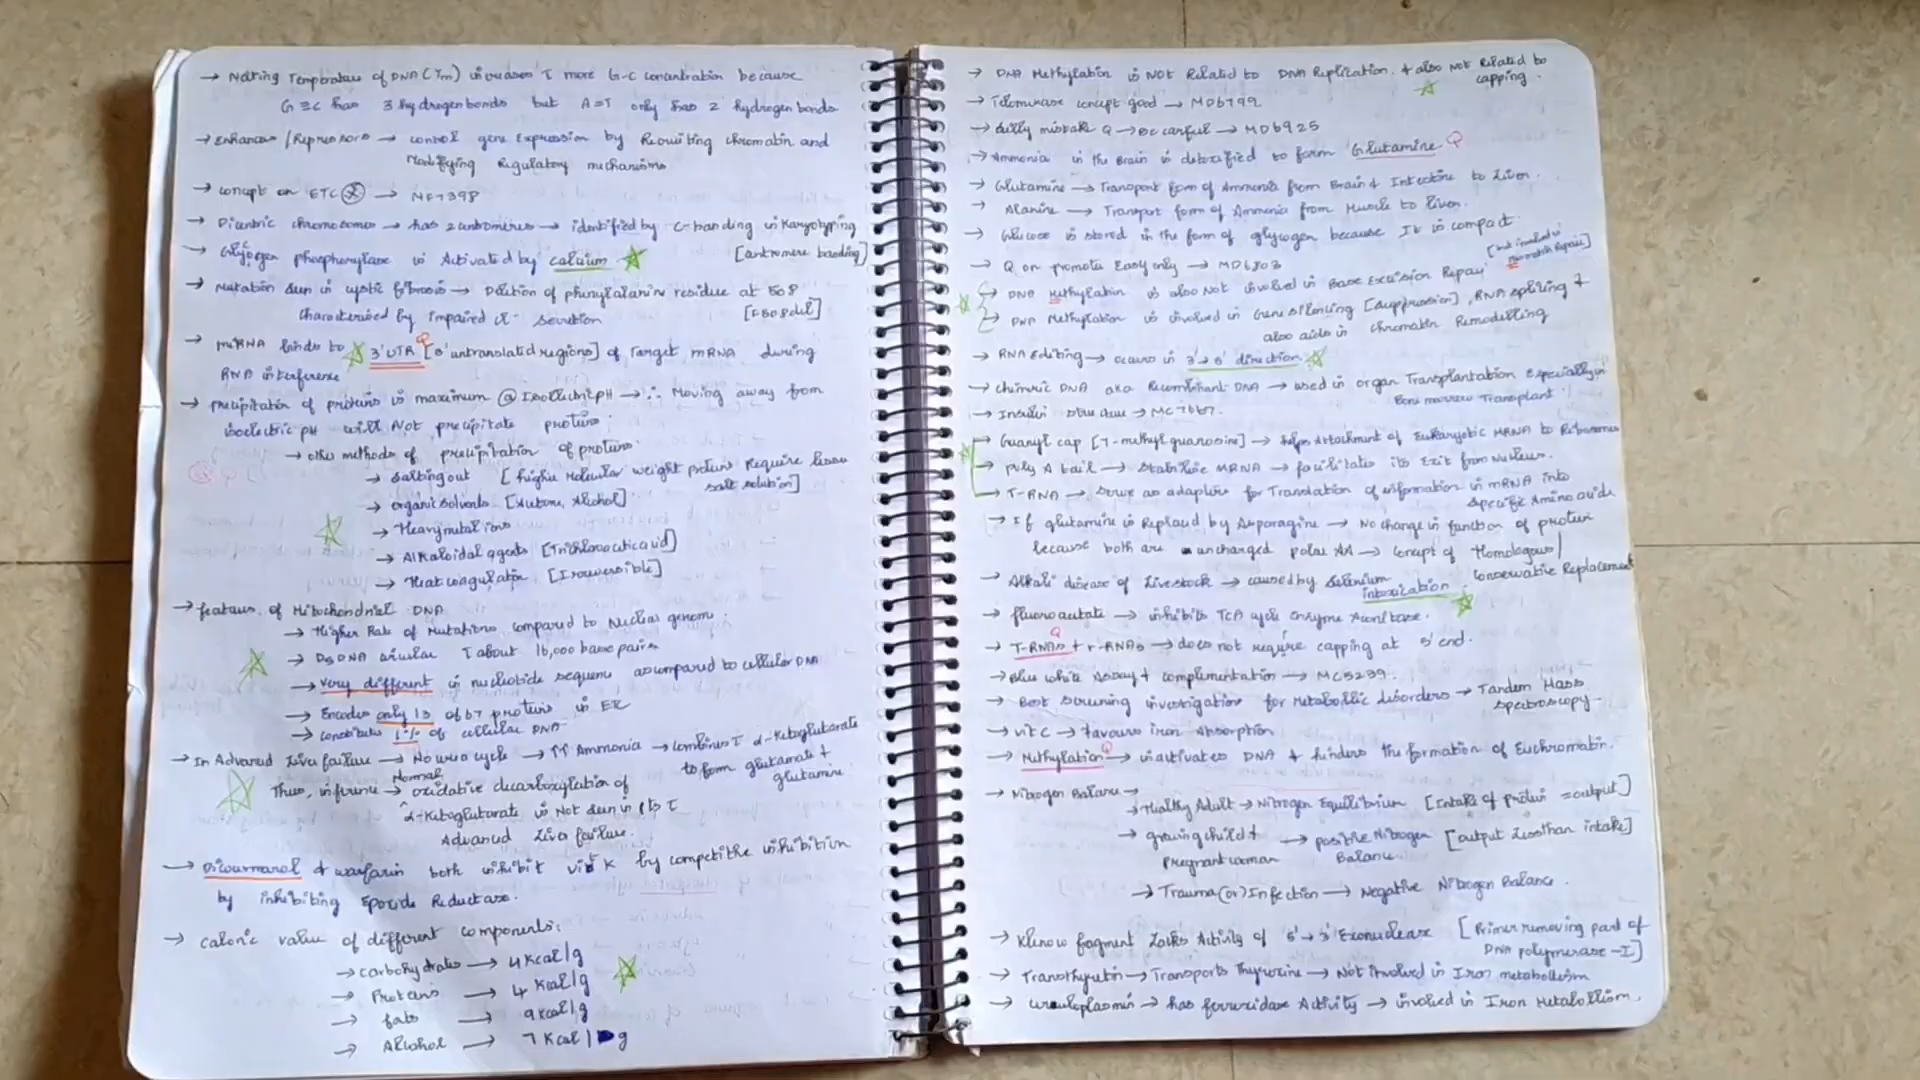 → Melting Temperature of DNA (Tm) increases c̄ more G-C concentration because
G≡C has 3 hydrogen bonds but A=T only has 2 hydrogen bonds
→ Enhancers/Repressors → control gene Expression by Recruiting chromatin and
Modifying Regulatory mechanisms
→ concept on ETC → NF7398
→ Dicentric chromosomes → has 2 centromeres → identified by C-banding in Karyotyping
[centromere banding]
→ Glycogen phosphorylase is Activated by calcium
→ Mutation seen in cystic fibrosis → Deletion of phenylalanine residue at 508
characterised by impaired cl- secretion [F508del]
→ miRNA binds to 3'UTR [3' untranslated regions] of Target mRNA during
RNA interference
→ precipitation of proteins is maximum @ Isoelectric pH → ∴ Moving away from
isoelectric pH will Not precipitate proteins.
→ other methods of precipitation of proteins.
→ Salting out [higher Molecular weight proteins Require lesser
salt solution]
→ organic solvents [Acetone, Alcohol]
→ Heavy metal ions
→ Alkaloidal agents [Trichloroacetic acid]
→ Heat coagulation [Irreversible]
→ features of Mitochondrial DNA
→ Higher Rate of Mutations compared to Nuclear genome.
→ DsDNA circular c̄ about 16,000 base pairs
→ very different in nucleotide sequence as compared to cellular DNA
→ Encodes only 13 of 67 proteins in ETC
→ constitutes 1% of cellular DNA
→ In Advanced Liver failure → No urea cycle → ↑↑ Ammonia → combines c̄ α-Ketoglutarate
to form glutamate +
glutamine
Thus, inference → Normal oxidative decarboxylation of
α-Ketoglutarate is Not seen in pts c̄
Advanced Liver failure.
→ Dicoumarol & warfarin both inhibit vit K by competitive inhibition
by inhibiting Epoxide Reductase.
→ caloric value of different components:
→ carbohydrates → 4 Kcal/g
→ Proteins → 4 Kcal/g
→ fats → 9 Kcal/g
→ Alcohol → 7 Kcal/g
→ DNA Methylation is NOT Related to DNA Replication. & also Not Related to
capping.
→ Telomerase concept good → MD6799
→ Silly mistake Q → Be carful → MD6925
→ Ammonia in the Brain is detoxified to form Glutamine Q
→ Glutamine → Transport form of Ammonia from Brain & Intestine to Liver.
→ Alanine → Transport form of Ammonia from Muscle to liver.
→ Glucose is stored in the form of glycogen because It is compact.
→ Q on promoter Easy only → MD6803
[but involved in
Mismatch Repair]
→ DNA Methylation is also Not involved in Base Excision Repair
→ DNA Methylation is involved in Gene silencing [Suppression], RNA splicing &
also aids in chromatin Remodelling
→ RNA Editing → occurs in 3'→5' direction
→ chimeric DNA aka Recombinant DNA → used in organ Transplantation Especially in
Bone marrow Transplant
→ Insulin structure → MC7667.
→ Guanyl cap [7-methyl guanosine] → helps Attachment of Eukaryotic mRNA to Ribosomes
→ poly A tail → stabilise MRNA → facilitates its Exit from Nucleus.
→ T-RNA → serve as adapters for Translation of information in mRNA into
Specific Amino acids
→ If glutamine is Replaced by Asparagine → No change in function of protein
because both are uncharged polar AA → concept of Homologous/
Conservative Replacement
→ Alkali disease of Livestock → caused by Selenium
intoxication
→ fluoroacetate → inhibits TCA cycle Enzyme Aconitase.
Q
→ T-RNAs + r-RNAs → does not require capping at 5' end.
→ Blue white Assay & complementation → MC5299.
→ Best screening investigation for Metabolic disorders → Tandem Mass
spectroscopy
→ vit C → favours iron Absorption
→ Methylation Q → inactivates DNA & hinders the formation of Euchromatin.
→ Nitrogen Balance →
→ Healthy Adult → Nitrogen Equilibrium [Intake of protein = output]
→ growing child & → positive Nitrogen [output Less than intake]
Pregnant woman Balance
→ Trauma (or) Infection → Negative Nitrogen Balance.
→ Klenow fragment Lacks Activity of 5'→3' Exonuclease [Primer removing part of
DNA polymerase-I]
→ Transthyretin → Transports Thyroxine → Not involved in Iron metabolism
→ ceruloplasmin → has ferroxidase Activity → involved in Iron Metabolism.